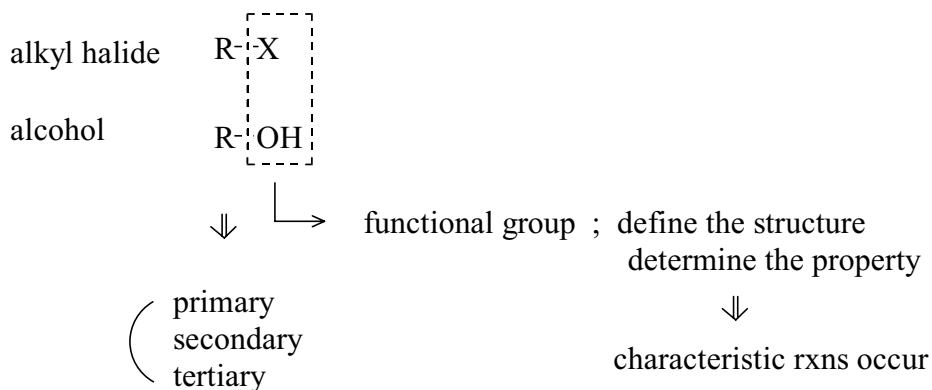 alkyl halide R-X
alcohol R-OH
functional group ; define the structure
determine the property
primary
secondary
tertiary
characteristic rxns occur